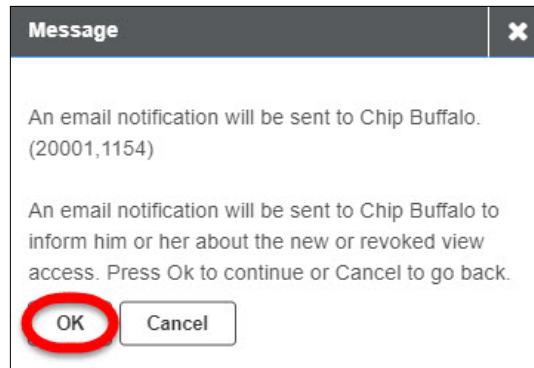 Message
An email notification will be sent to Chip Buffalo.
(20001,1154)
An email notification will be sent to Chip Buffalo to
inform him or her about the new or revoked view
access. Press Ok to continue or Cancel to go back.
OK Cancel